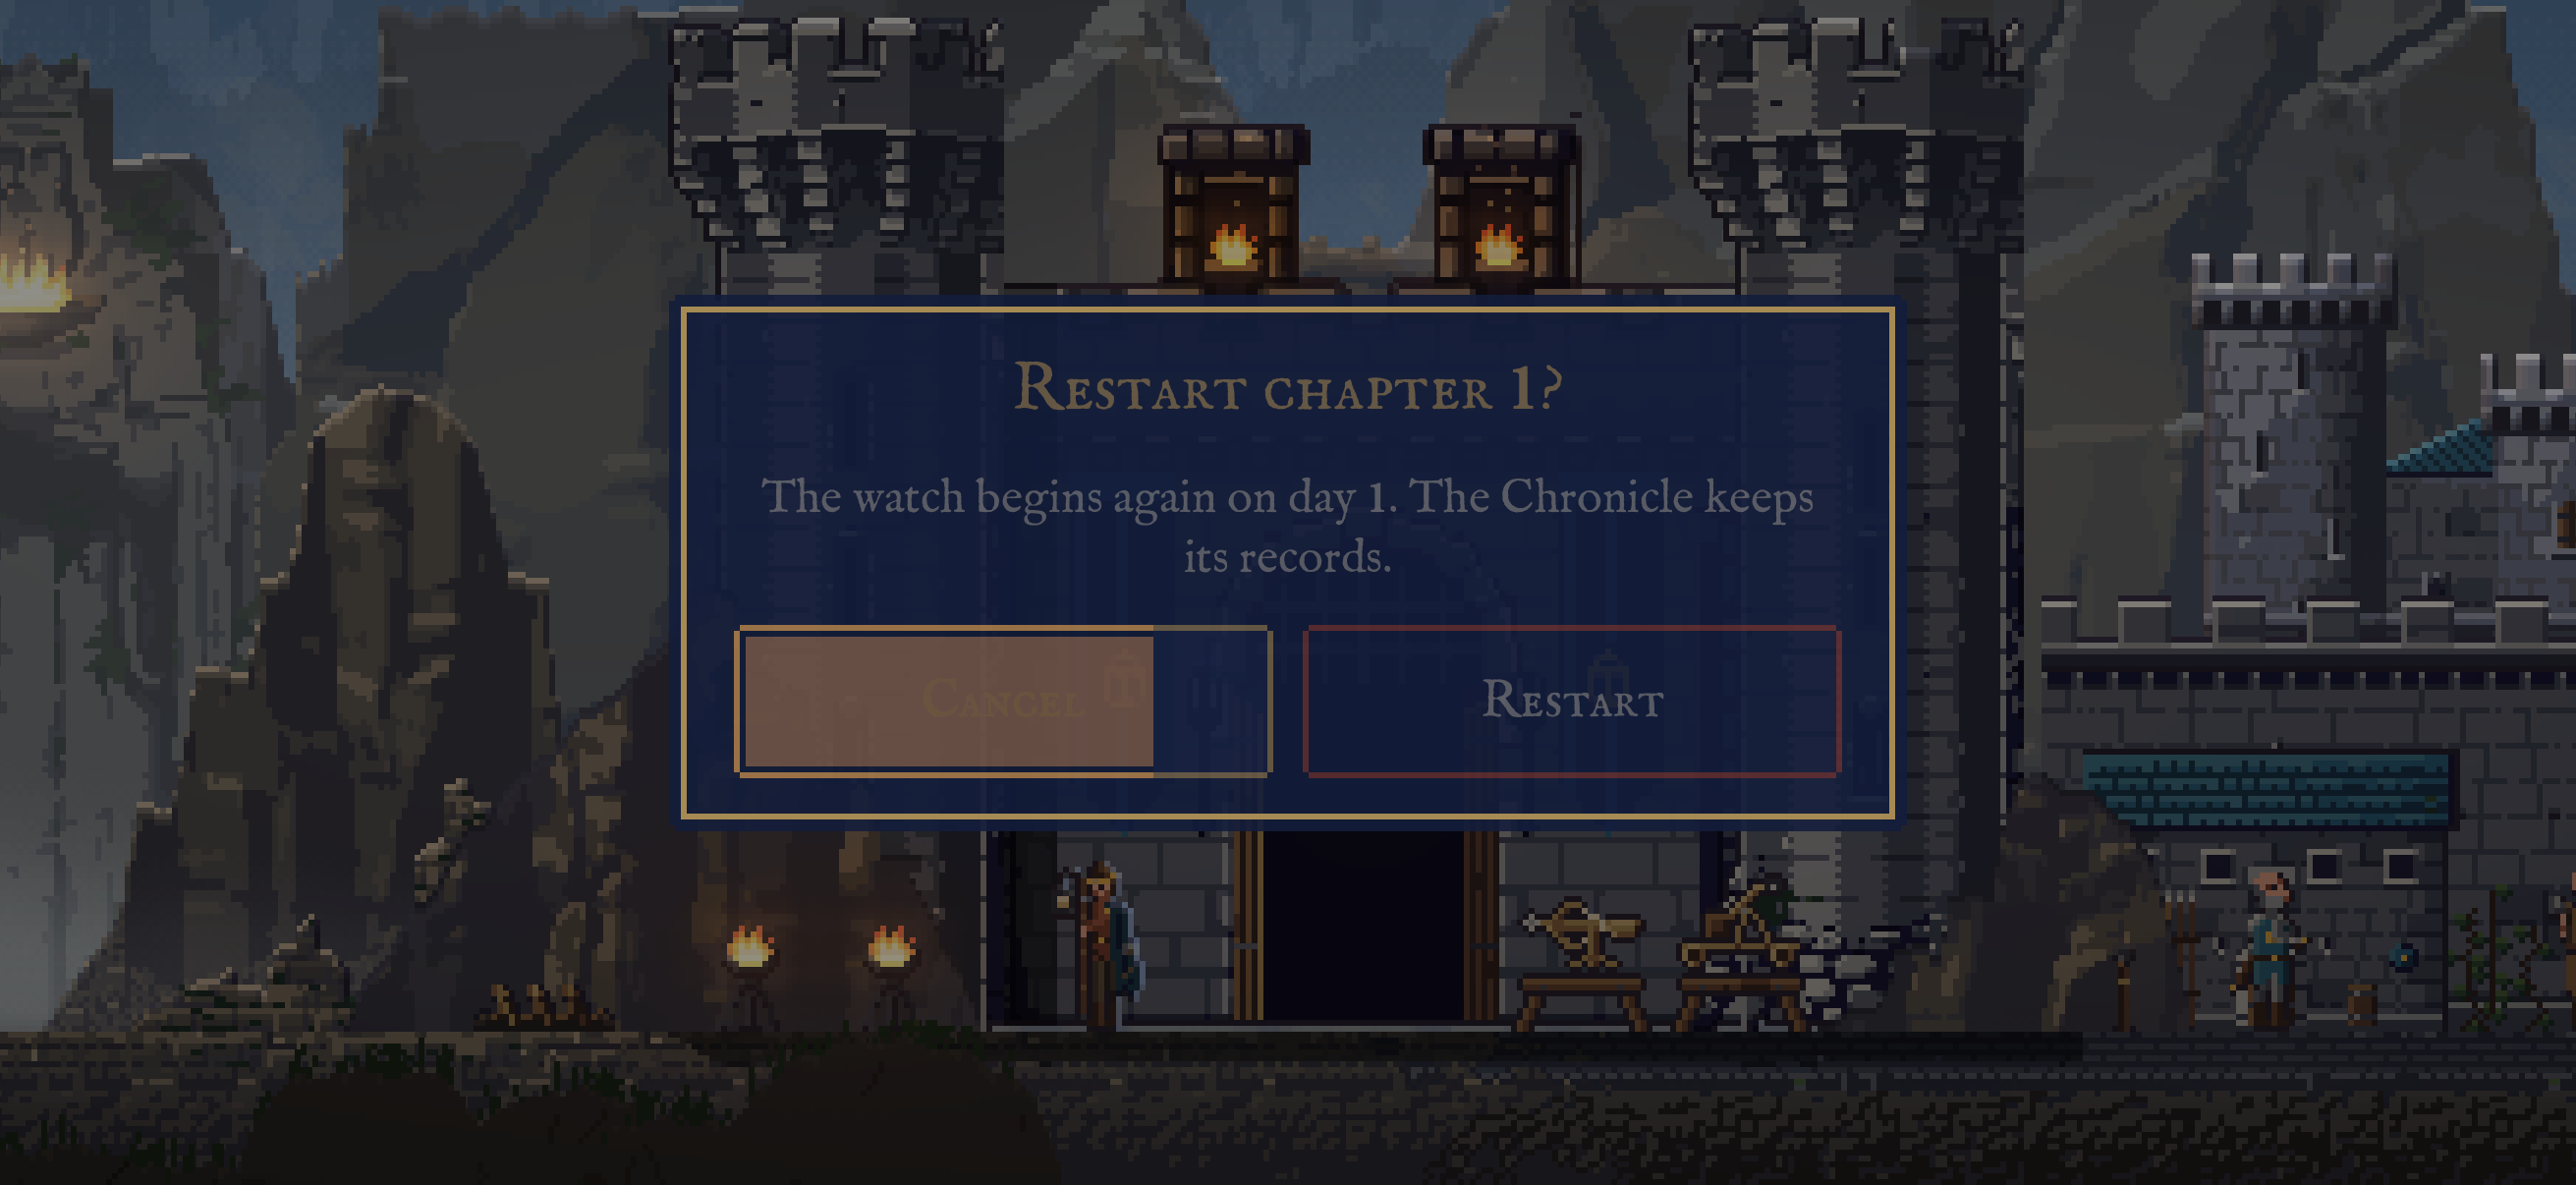 Restart chapter 1?
The watch begins again on day 1. The Chronicle keeps
its records.
Cancel
Restart